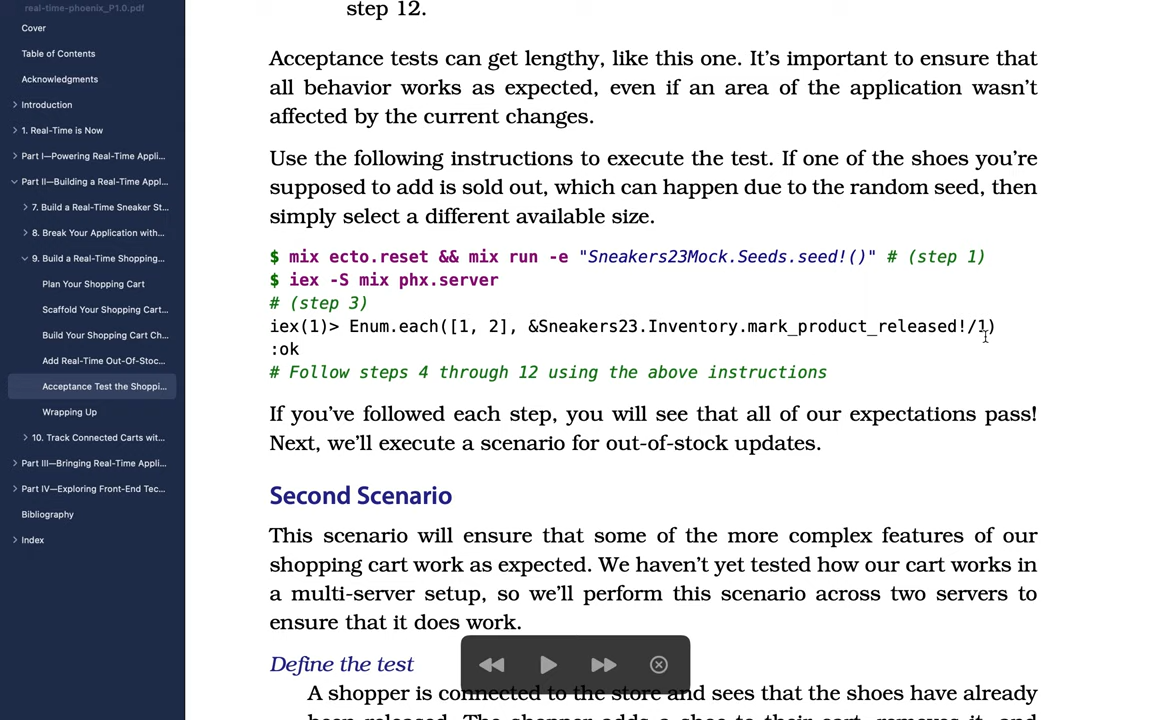 real-time-phoenix_P1.0.pdf
Cover
Table of Contents
Acknowledgments
Introduction
1. Real-Time is Now
Part I—Powering Real-Time Appli...
Part II—Building a Real-Time Appl...
7. Build a Real-Time Sneaker St...
8. Break Your Application with...
9. Build a Real-Time Shopping...
Plan Your Shopping Cart
Scaffold Your Shopping Cart...
Build Your Shopping Cart Ch...
Add Real-Time Out-Of-Stoc...
Acceptance Test the Shoppi...
Wrapping Up
10. Track Connected Carts wit...
Part III—Bringing Real-Time Appli...
Part IV—Exploring Front-End Tec...
Bibliography
Index
step 12.
Acceptance tests can get lengthy, like this one. It's important to ensure that
all behavior works as expected, even if an area of the application wasn't
affected by the current changes.
Use the following instructions to execute the test. If one of the shoes you're
supposed to add is sold out, which can happen due to the random seed, then
simply select a different available size.
$ mix ecto.reset && mix run -e "Sneakers23Mock.Seeds.seed!()" # (step 1)
$ iex -S mix phx.server
# (step 3)
iex(1)> Enum.each([1, 2], &Sneakers23.Inventory.mark_product_released!/1)
:ok
# Follow steps 4 through 12 using the above instructions
If you've followed each step, you will see that all of our expectations pass!
Next, we'll execute a scenario for out-of-stock updates.
Second Scenario
This scenario will ensure that some of the more complex features of our
shopping cart work as expected. We haven't yet tested how our cart works in
a multi-server setup, so we'll perform this scenario across two servers to
ensure that it does work.
Define the test
A shopper is connected to the store and sees that the shoes have already
been released. The shopper adds a shoe to their cart, removes it, and